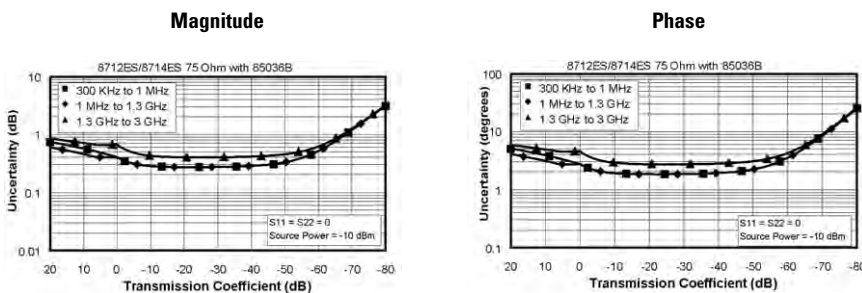 Magnitude
8712ES/8714ES 75 Ohm with 85036B
Uncertainty (dB)
10
1
0.1
0.01
300 KHz to 1 MHz
1 MHz to 1.3 GHz
1.3 GHz to 3 GHz
S11 = S22 = 0
Source Power = -10 dBm
20 10 0 -10 -20 -30 -40 -50 -60 -70 -80
Transmission Coefficient (dB)
Phase
8712ES/8714ES 75 Ohm with 85036B
Uncertainty (degrees)
100
10
1
0.1
300 KHz to 1 MHz
1 MHz to 1.3 GHz
1.3 GHz to 3 GHz
S11 = S22 = 0
Source Power = -10 dBm
20 10 0 -10 -20 -30 -40 -50 -60 -70 -80
Transmission Coefficient (dB)